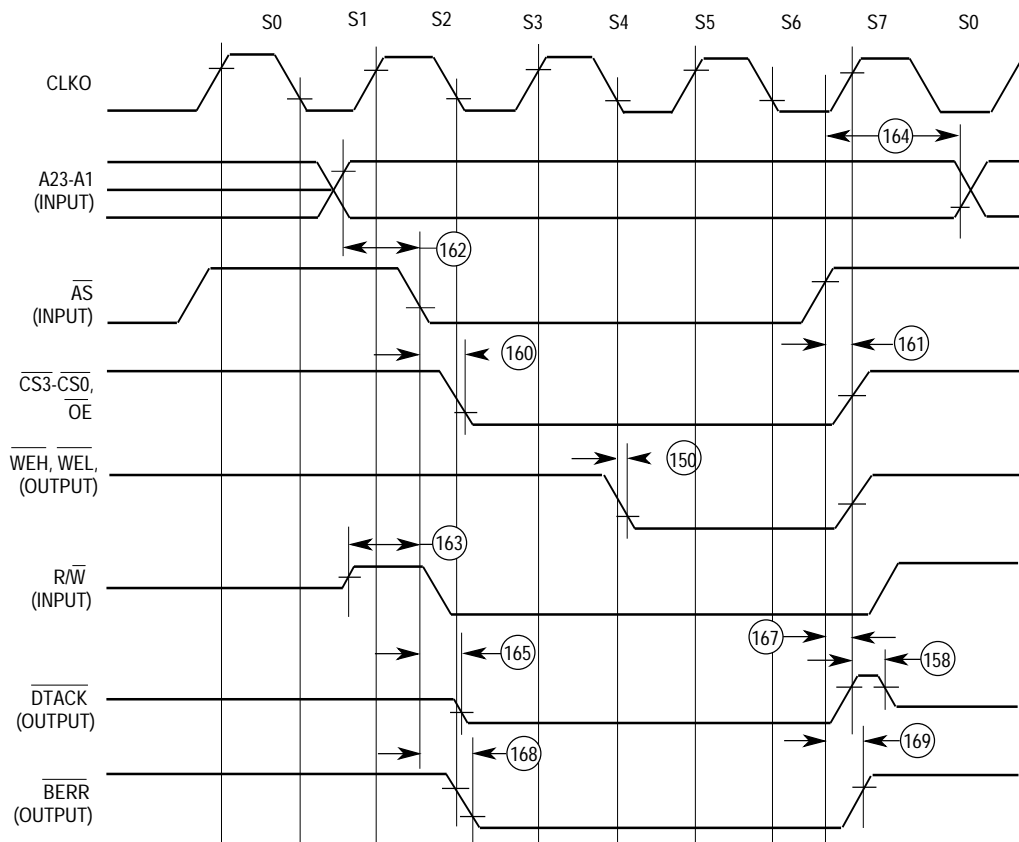 S0 S1 S2 S3 S4 S5 S6 S7 S0
CLKO
164
A23-A1
(INPUT)
162
AS
(INPUT)
160
161
CS3-CS0,
OE
WEH, WEL,
(OUTPUT)
150
163
R/W
(INPUT)
167
165
158
DTACK
(OUTPUT)
168
169
BERR
(OUTPUT)